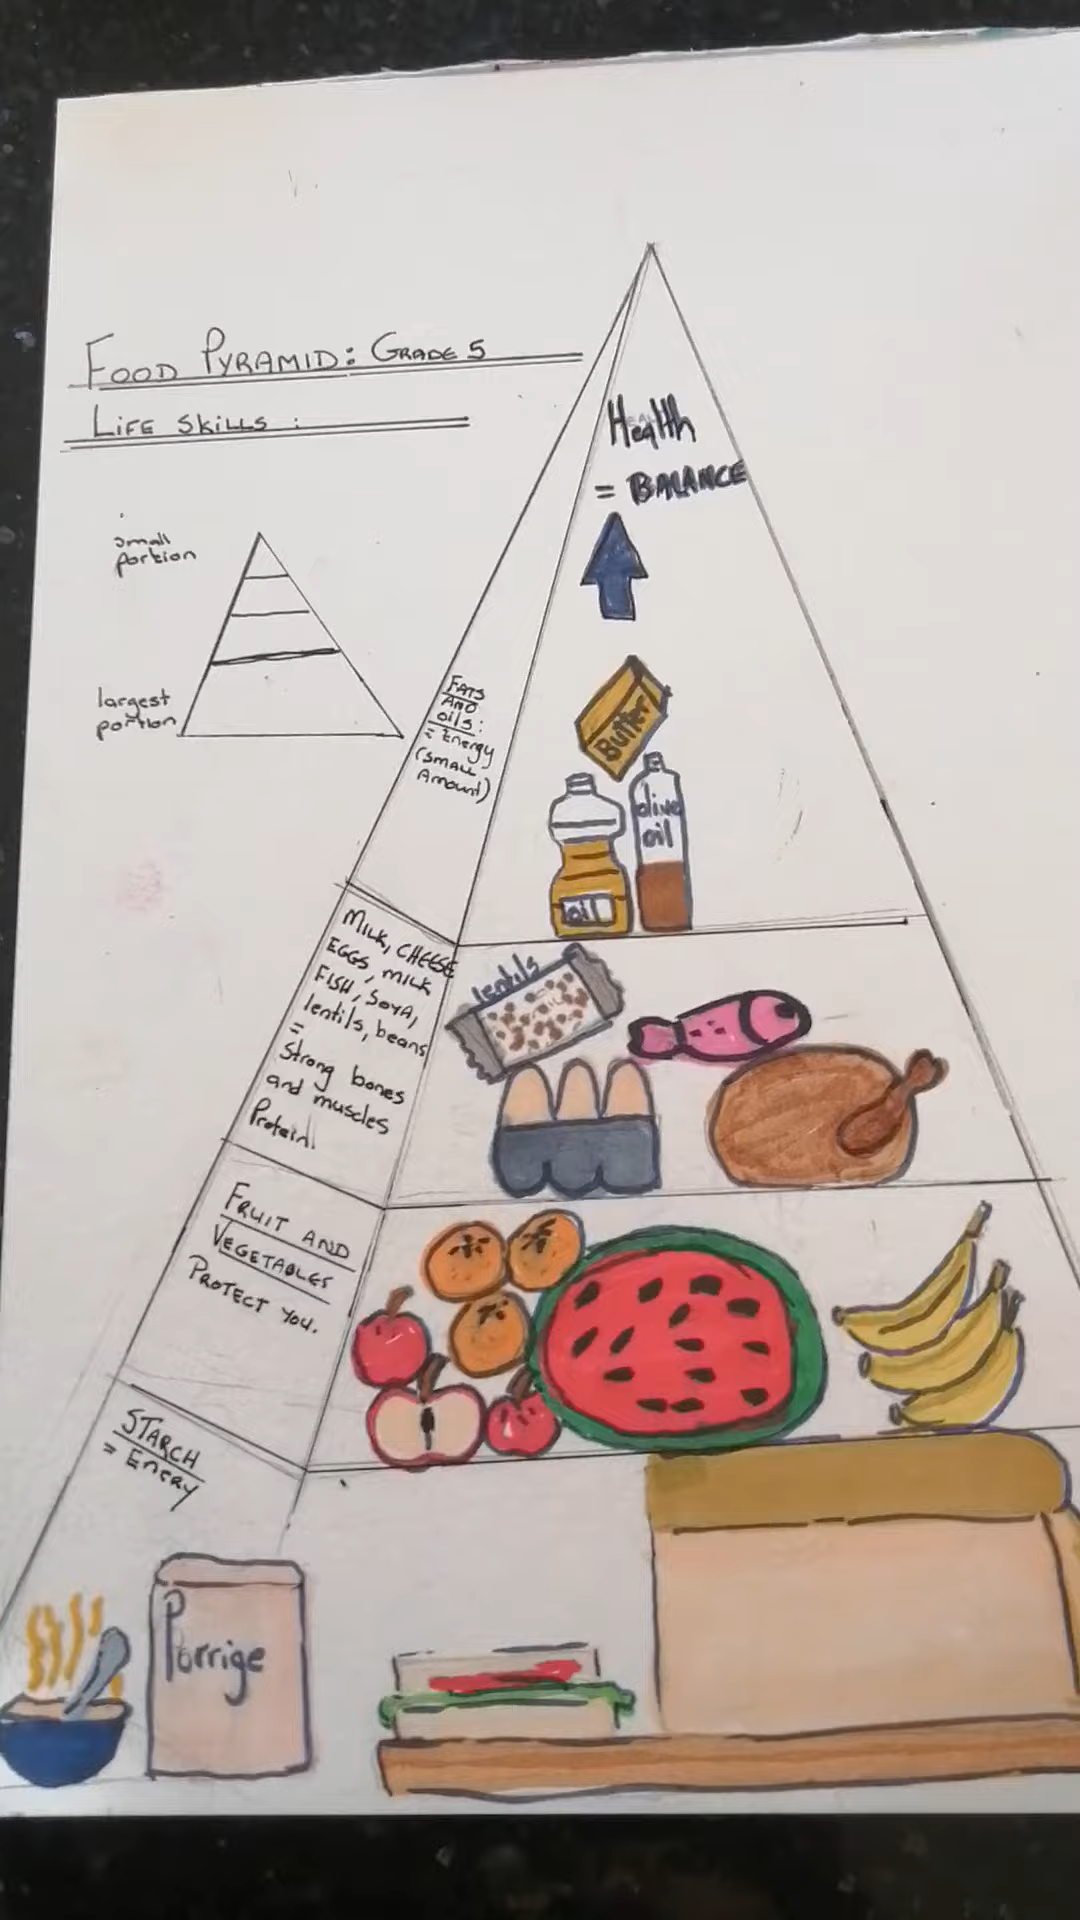 FOOD PYRAMID: GRADE 5
LIFE SKILLS :
Health
= BALANCE
small
portion
largest
portion
FATS
AND
oils:
= Energy
(SMALL
Amount)
Butter
olive
oil
oil
MILK, CHEESE
EGGS, MILK
FISH, SOYA,
lentils, beans
=
Strong bones
and muscles
Protein.
lentils
FRUIT AND
VEGETABLES
PROTECT YOU.
STARCH
= Enery
Porrige